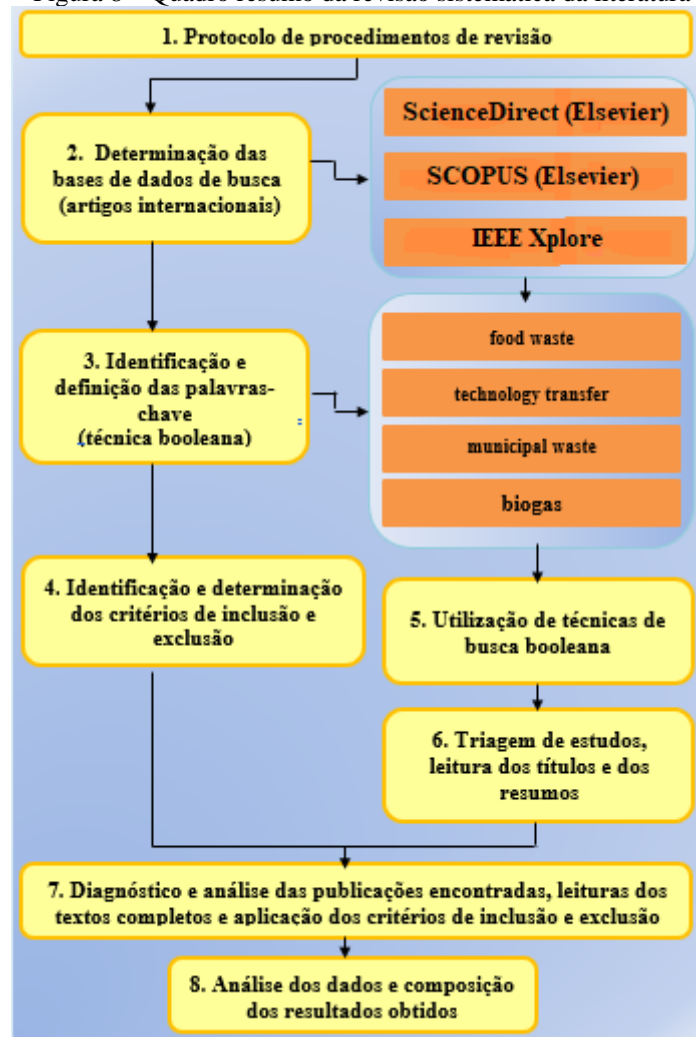 Figura 6 – Quadro resumo da revisão sistemática da literatura
1. Protocolo de procedimentos de revisão
2. Determinação das
bases de dados de busca
(artigos internacionais)
ScienceDirect (Elsevier)
SCOPUS (Elsevier)
IEEE Xplore
3. Identificação e
definição das palavras-
chave
(técnica booleana)
food waste
technology transfer
municipal waste
biogas
4. Identificação e determinação
dos critérios de inclusão e
exclusão
5. Utilização de técnicas de
busca booleana
6. Triagem de estudos,
leitura dos títulos e dos
resumos
7. Diagnóstico e análise das publicações encontradas, leituras dos
textos completos e aplicação dos critérios de inclusão e exclusão
8. Análise dos dados e composição
dos resultados obtidos